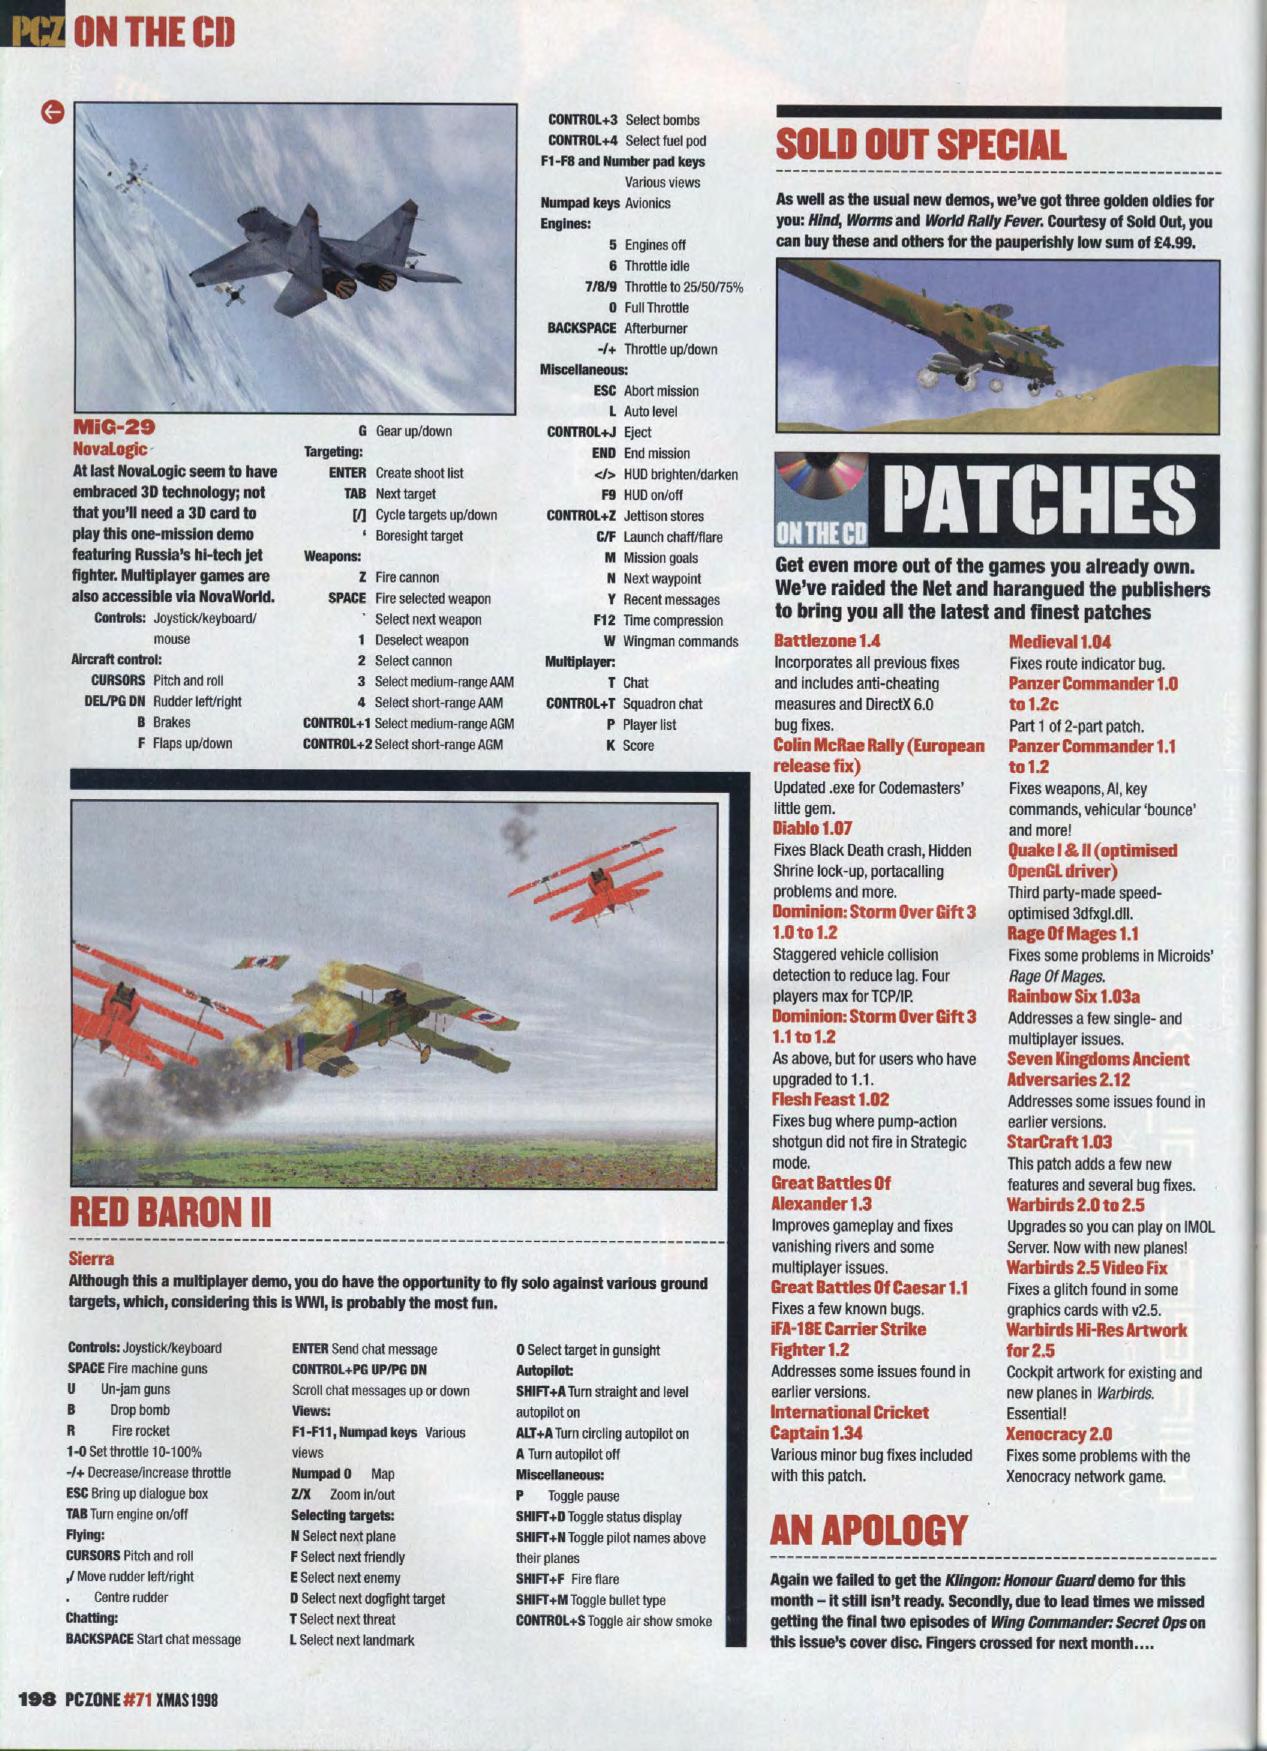 PCZ ON THE CD
MiG-29
NovaLogic
At last NovaLogic seem to have
embraced 3D technology; not
that you'll need a 3D card to
play this one-mission demo
featuring Russia's hi-tech jet
fighter. Multiplayer games are
also accessible via NovaWorld.
Controls: Joystick/keyboard/
mouse
Aircraft control:
CURSORS Pitch and roll
DEL/PG DN Rudder left/right
B Brakes
F Flaps up/down
G Gear up/down
Targeting:
ENTER Create shoot list
TAB Next target
[/] Cycle targets up/down
' Boresight target
Weapons:
Z Fire cannon
SPACE Fire selected weapon
` Select next weapon
1 Deselect weapon
2 Select cannon
3 Select medium-range AAM
4 Select short-range AAM
CONTROL+1 Select medium-range AGM
CONTROL+2 Select short-range AGM
CONTROL+3 Select bombs
CONTROL+4 Select fuel pod
F1-F8 and Number pad keys
Various views
Numpad keys Avionics
Engines:
5 Engines off
6 Throttle idle
7/8/9 Throttle to 25/50/75%
0 Full Throttle
BACKSPACE Afterburner
-/+ Throttle up/down
Miscellaneous:
ESC Abort mission
L Auto level
CONTROL+J Eject
END End mission
</> HUD brighten/darken
F9 HUD on/off
CONTROL+Z Jettison stores
C/F Launch chaff/flare
M Mission goals
N Next waypoint
Y Recent messages
F12 Time compression
W Wingman commands
Multiplayer:
T Chat
CONTROL+T Squadron chat
P Player list
K Score
RED BARON II
Sierra
Although this a multiplayer demo, you do have the opportunity to fly solo against various ground
targets, which, considering this is WWI, is probably the most fun.
Controls: Joystick/keyboard
SPACE Fire machine guns
U Un-jam guns
B Drop bomb
R Fire rocket
1-0 Set throttle 10-100%
-/+ Decrease/increase throttle
ESC Bring up dialogue box
TAB Turn engine on/off
Flying:
CURSORS Pitch and roll
,/ Move rudder left/right
. Centre rudder
Chatting:
BACKSPACE Start chat message
ENTER Send chat message
CONTROL+PG UP/PG DN
Scroll chat messages up or down
Views:
F1-F11, Numpad keys Various
views
Numpad 0 Map
Z/X Zoom in/out
Selecting targets:
N Select next plane
F Select next friendly
E Select next enemy
D Select next dogfight target
T Select next threat
L Select next landmark
O Select target in gunsight
Autopilot:
SHIFT+A Turn straight and level
autopilot on
ALT+A Turn circling autopilot on
A Turn autopilot off
Miscellaneous:
P Toggle pause
SHIFT+D Toggle status display
SHIFT+N Toggle pilot names above
their planes
SHIFT+F Fire flare
SHIFT+M Toggle bullet type
CONTROL+S Toggle air show smoke
SOLD OUT SPECIAL
As well as the usual new demos, we've got three golden oldies for
you: Hind, Worms and World Rally Fever. Courtesy of Sold Out, you
can buy these and others for the pauperishly low sum of £4.99.
ON THE CD
PATCHES
Get even more out of the games you already own.
We've raided the Net and harangued the publishers
to bring you all the latest and finest patches
Battlezone 1.4
Incorporates all previous fixes
and includes anti-cheating
measures and DirectX 6.0
bug fixes.
Colin McRae Rally (European
release fix)
Updated .exe for Codemasters'
little gem.
Diablo 1.07
Fixes Black Death crash, Hidden
Shrine lock-up, portacalling
problems and more.
Dominion: Storm Over Gift 3
1.0 to 1.2
Staggered vehicle collision
detection to reduce lag. Four
players max for TCP/IP.
Dominion: Storm Over Gift 3
1.1 to 1.2
As above, but for users who have
upgraded to 1.1.
Flesh Feast 1.02
Fixes bug where pump-action
shotgun did not fire in Strategic
mode.
Great Battles Of
Alexander 1.3
Improves gameplay and fixes
vanishing rivers and some
multiplayer issues.
Great Battles Of Caesar 1.1
Fixes a few known bugs.
iFA-18E Carrier Strike
Fighter 1.2
Addresses some issues found in
earlier versions.
International Cricket
Captain 1.34
Various minor bug fixes included
with this patch.
Medieval 1.04
Fixes route indicator bug.
Panzer Commander 1.0
to 1.2c
Part 1 of 2-part patch.
Panzer Commander 1.1
to 1.2
Fixes weapons, AI, key
commands, vehicular 'bounce'
and more!
Quake I & II (optimised
OpenGL driver)
Third party-made speed-
optimised 3dfxgl.dll.
Rage Of Mages 1.1
Fixes some problems in Microids'
Rage Of Mages.
Rainbow Six 1.03a
Addresses a few single- and
multiplayer issues.
Seven Kingdoms Ancient
Adversaries 2.12
Addresses some issues found in
earlier versions.
StarCraft 1.03
This patch adds a few new
features and several bug fixes.
Warbirds 2.0 to 2.5
Upgrades so you can play on IMOL
Server. Now with new planes!
Warbirds 2.5 Video Fix
Fixes a glitch found in some
graphics cards with v2.5.
Warbirds Hi-Res Artwork
for 2.5
Cockpit artwork for existing and
new planes in Warbirds.
Essential!
Xenocracy 2.0
Fixes some problems with the
Xenocracy network game.
AN APOLOGY
Again we failed to get the Klingon: Honour Guard demo for this
month – it still isn't ready. Secondly, due to lead times we missed
getting the final two episodes of Wing Commander: Secret Ops on
this issue's cover disc. Fingers crossed for next month....
198 PCZONE #71 XMAS 1998